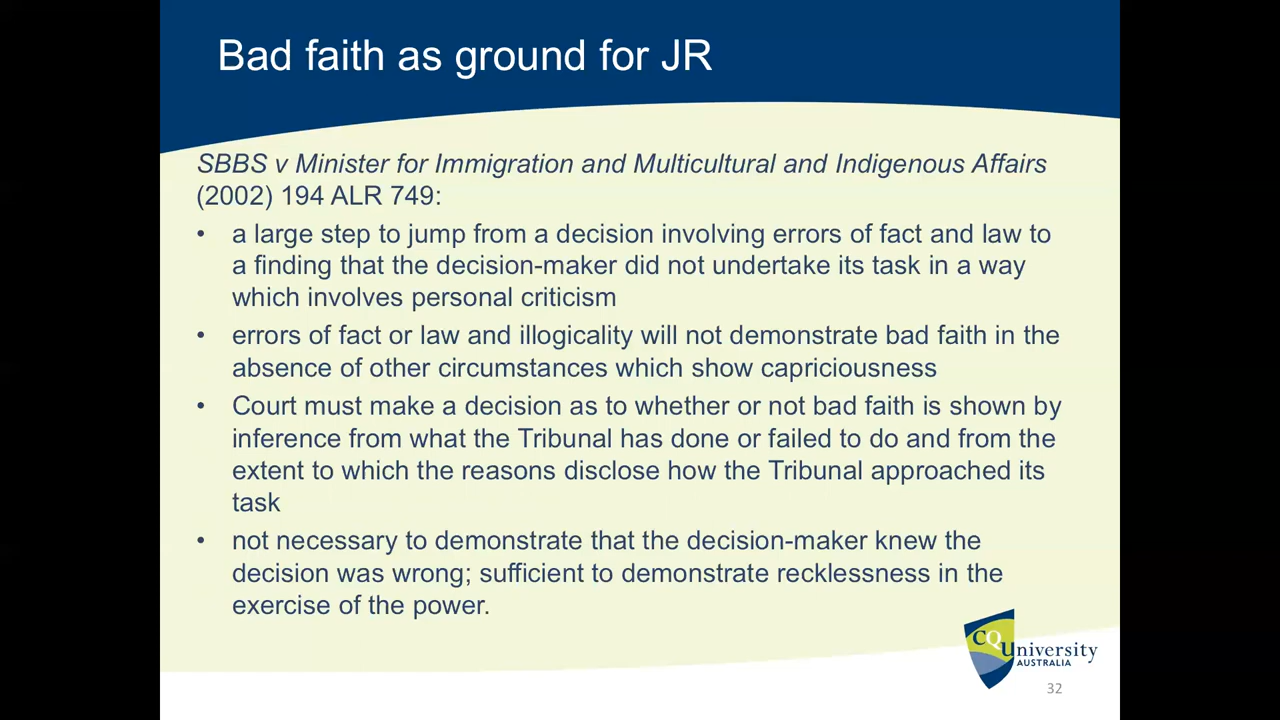 Bad faith as ground for JR
SBBS v Minister for Immigration and Multicultural and Indigenous Affairs
(2002) 194 ALR 749:
• a large step to jump from a decision involving errors of fact and law to
a finding that the decision-maker did not undertake its task in a way
which involves personal criticism
• errors of fact or law and illogicality will not demonstrate bad faith in the
absence of other circumstances which show capriciousness
• Court must make a decision as to whether or not bad faith is shown by
inference from what the Tribunal has done or failed to do and from the
extent to which the reasons disclose how the Tribunal approached its
task
• not necessary to demonstrate that the decision-maker knew the
decision was wrong; sufficient to demonstrate recklessness in the
exercise of the power.
CQUniversity
AUSTRALIA
32